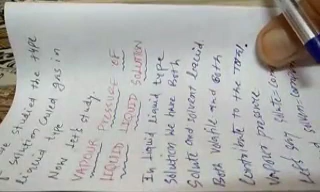 studied the type
solution called gas in
liquid type
Now let's study.
VAPOUR PRESSURE OF
LIQUID LIQUID SOLUTION
In liquid liquid type
Solution we have both
Solute and solvent liquid
Both volatile and both
contribute to the total
vapour pressure
let's say solute
solvent